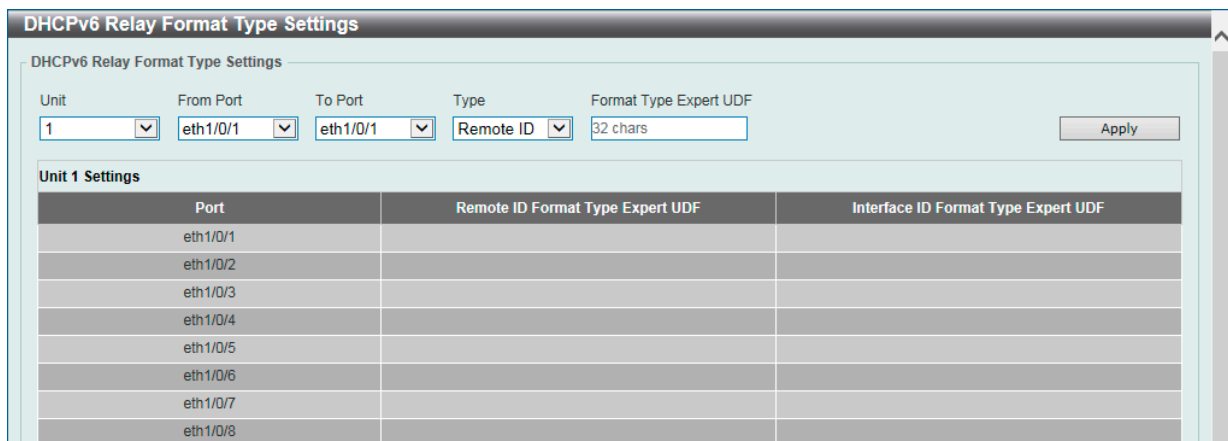 DHCPv6 Relay Format Type Settings
DHCPv6 Relay Format Type Settings
Unit From Port To Port Type Format Type Expert UDF
1 eth1/0/1 eth1/0/1 Remote ID 32 chars Apply
Unit 1 Settings
Port Remote ID Format Type Expert UDF Interface ID Format Type Expert UDF
eth1/0/1
eth1/0/2
eth1/0/3
eth1/0/4
eth1/0/5
eth1/0/6
eth1/0/7
eth1/0/8